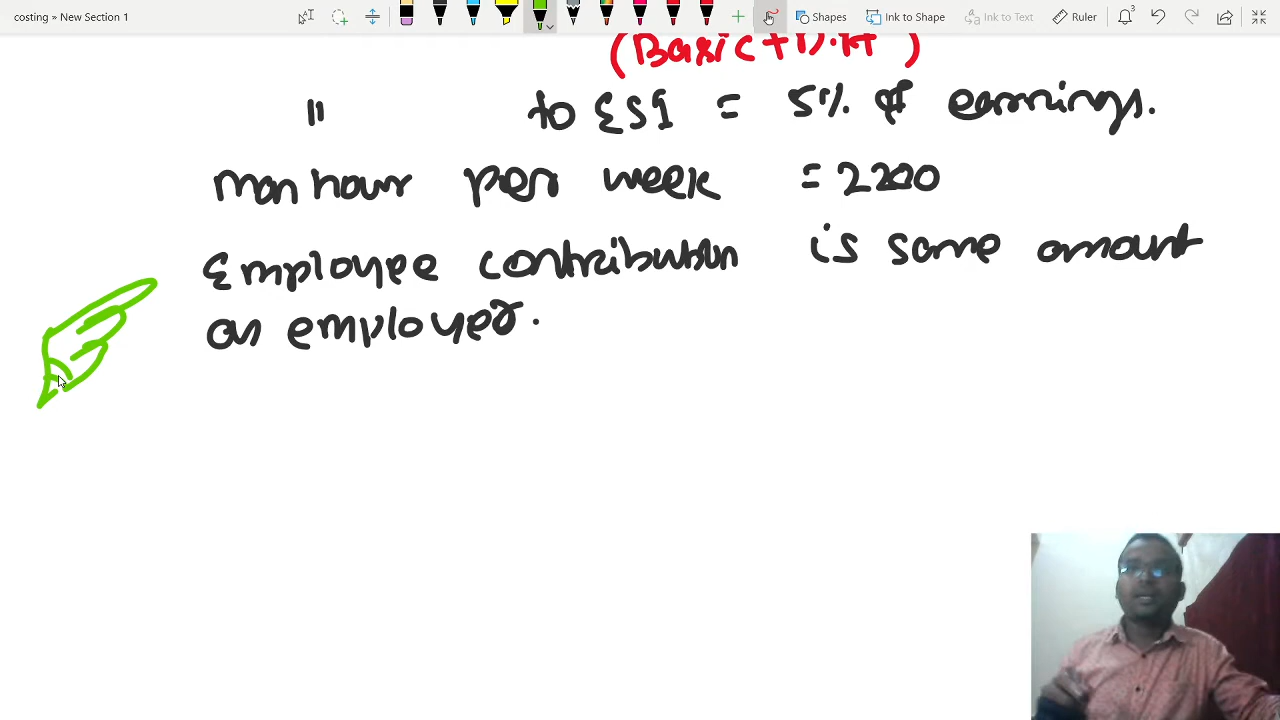 costing » New Section 1 Shapes Ink to Shape Ink to Text Ruler
(Basic + D.A)
" to ESI = 5% of earnings.
man hour per week = 2200
Employee contribution is same amount
as employer.